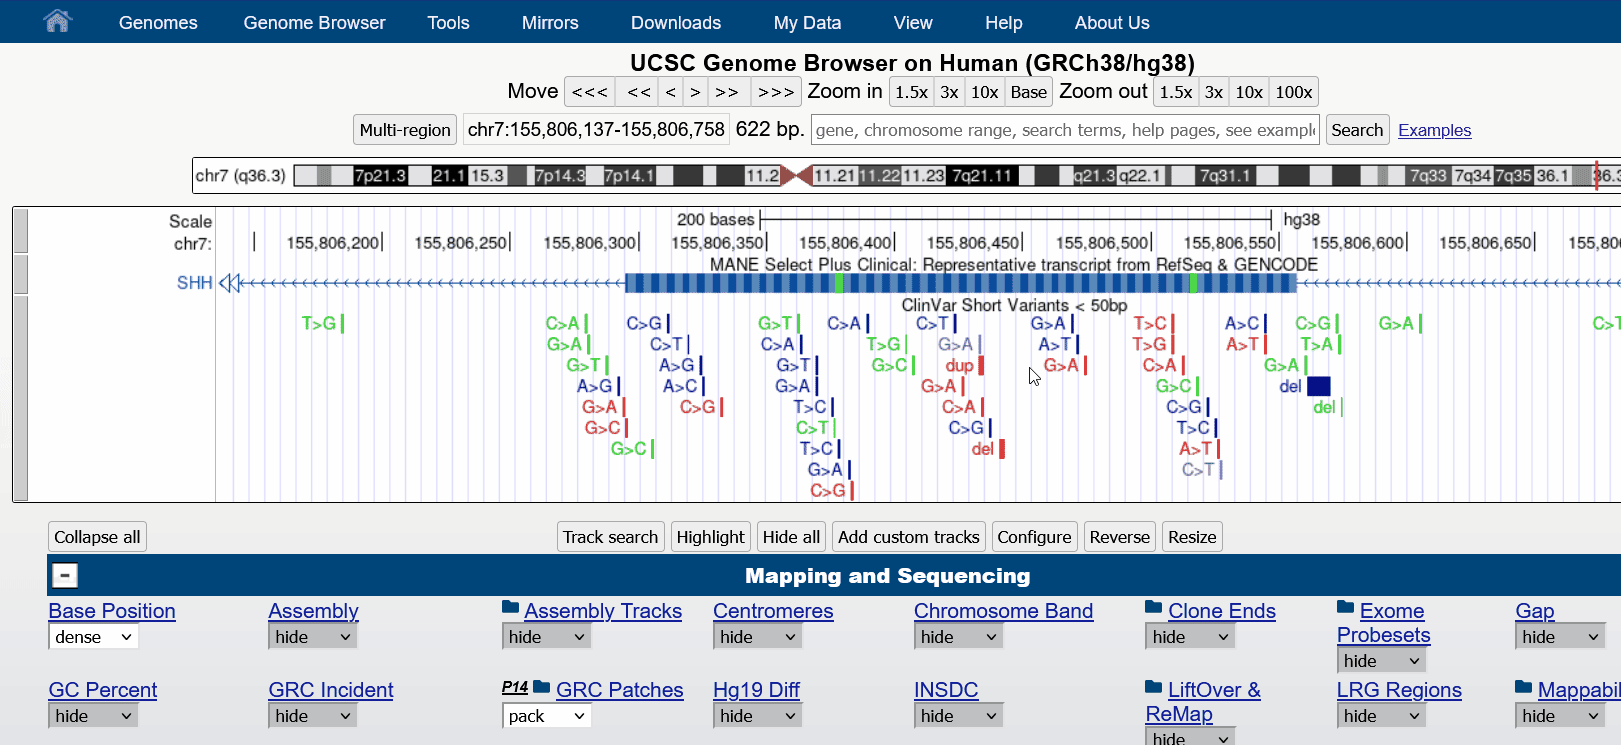 Genomes Genome Browser Tools Mirrors Downloads My Data View Help About Us
UCSC Genome Browser on Human (GRCh38/hg38)
Move <<< << < > >> >>> Zoom in 1.5x 3x 10x Base Zoom out 1.5x 3x 10x 100x
Multi-region chr7:155,806,137-155,806,758 622 bp. gene, chromosome range, search terms, help pages, see exampl Search Examples
chr7 (q36.3) 7p21.3 21.1 15.3 7p14.3 7p14.1 11.2 11.21 11.22 11.23 7q21.11 q21.3 q22.1 7q31.1 7q33 7q34 7q35 36.1 36.3
Scale 200 bases hg38
chr7: 155,806,200 155,806,250 155,806,300 155,806,350 155,806,400 155,806,450 155,806,500 155,806,550 155,806,600 155,806,650 155,80
MANE Select Plus Clinical: Representative transcript from RefSeq & GENCODE
SHH
ClinVar Short Variants < 50bp
T>G C>A C>G G>T C>A C>T G>A T>C A>C C>G G>A C>T
G>A C>T C>A T>G G>A A>T T>G A>T T>A
G>T A>G G>T G>C dup G>A C>A G>A
A>G A>C G>A G>A G>C del
G>A C>G T>C C>A C>G del
G>C C>T C>G T>C
G>C T>C del A>T
G>A C>T
C>G
Collapse all Track search Highlight Hide all Add custom tracks Configure Reverse Resize
- Mapping and Sequencing
Base Position Assembly Assembly Tracks Centromeres Chromosome Band Clone Ends Exome Gap
dense hide hide hide hide hide Probesets hide
hide
GC Percent GRC Incident P14 GRC Patches Hg19 Diff INSDC LiftOver & LRG Regions Mappabil
hide hide pack hide hide ReMap hide hide
hide